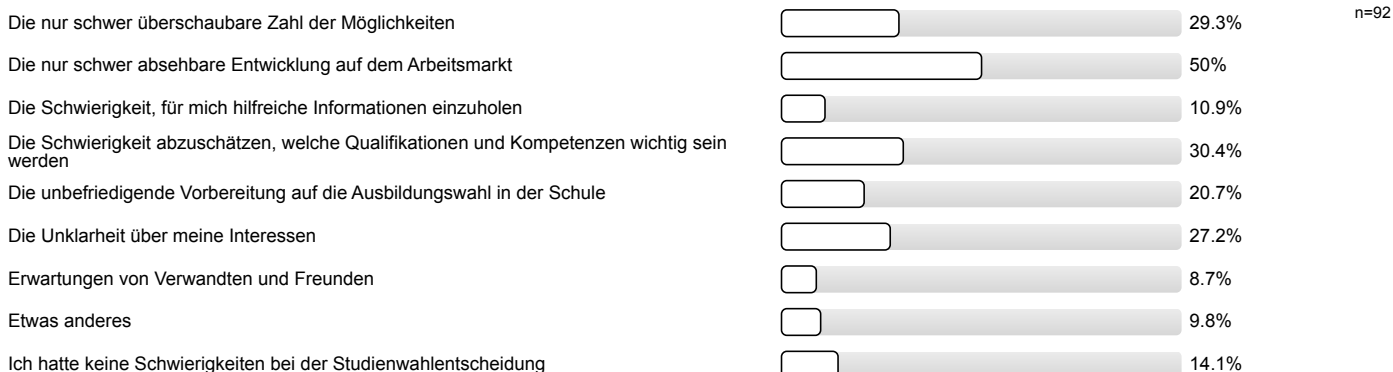 Die nur schwer überschaubare Zahl der Möglichkeiten 29.3% n=92
Die nur schwer absehbare Entwicklung auf dem Arbeitsmarkt 50%
Die Schwierigkeit, für mich hilfreiche Informationen einzuholen 10.9%
Die Schwierigkeit abzuschätzen, welche Qualifikationen und Kompetenzen wichtig sein
werden 30.4%
Die unbefriedigende Vorbereitung auf die Ausbildungswahl in der Schule 20.7%
Die Unklarheit über meine Interessen 27.2%
Erwartungen von Verwandten und Freunden 8.7%
Etwas anderes 9.8%
Ich hatte keine Schwierigkeiten bei der Studienwahlentscheidung 14.1%